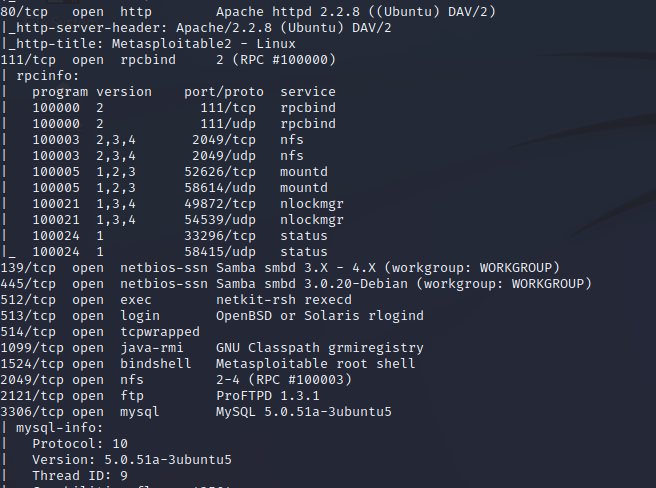 80/tcp   open  http        Apache httpd 2.2.8 ((Ubuntu) DAV/2)
|_http-server-header: Apache/2.2.8 (Ubuntu) DAV/2
|_http-title: Metasploitable2 - Linux
111/tcp  open  rpcbind     2 (RPC #100000)
| rpcinfo:
|   program version    port/proto  service
|   100000  2            111/tcp   rpcbind
|   100000  2            111/udp   rpcbind
|   100003  2,3,4       2049/tcp   nfs
|   100003  2,3,4       2049/udp   nfs
|   100005  1,2,3      52626/tcp   mountd
|   100005  1,2,3      58614/udp   mountd
|   100021  1,3,4      49872/tcp   nlockmgr
|   100021  1,3,4      54539/udp   nlockmgr
|   100024  1          33296/tcp   status
|_  100024  1          58415/udp   status
139/tcp  open  netbios-ssn Samba smbd 3.X - 4.X (workgroup: WORKGROUP)
445/tcp  open  netbios-ssn Samba smbd 3.0.20-Debian (workgroup: WORKGROUP)
512/tcp  open  exec        netkit-rsh rexecd
513/tcp  open  login       OpenBSD or Solaris rlogind
514/tcp  open  tcpwrapped
1099/tcp open  java-rmi    GNU Classpath grmiregistry
1524/tcp open  bindshell   Metasploitable root shell
2049/tcp open  nfs         2-4 (RPC #100003)
2121/tcp open  ftp         ProFTPD 1.3.1
3306/tcp open  mysql       MySQL 5.0.51a-3ubuntu5
| mysql-info:
|   Protocol: 10
|   Version: 5.0.51a-3ubuntu5
|   Thread ID: 9